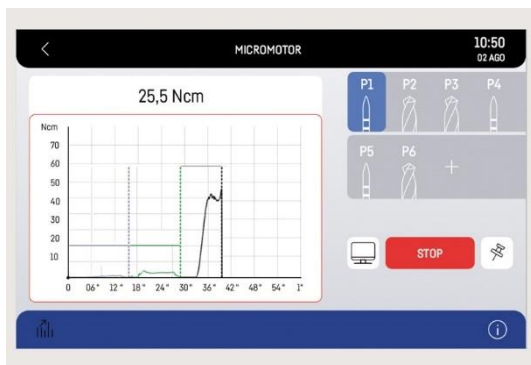 MICROMOTOR
10:50
02 AGO
25,5 Ncm
Ncm
70
60
50
40
30
20
10
0 06" 12" 18" 24" 30" 36" 42" 48" 54" 1"
P1 P2 P3 P4
P5 P6 +
STOP